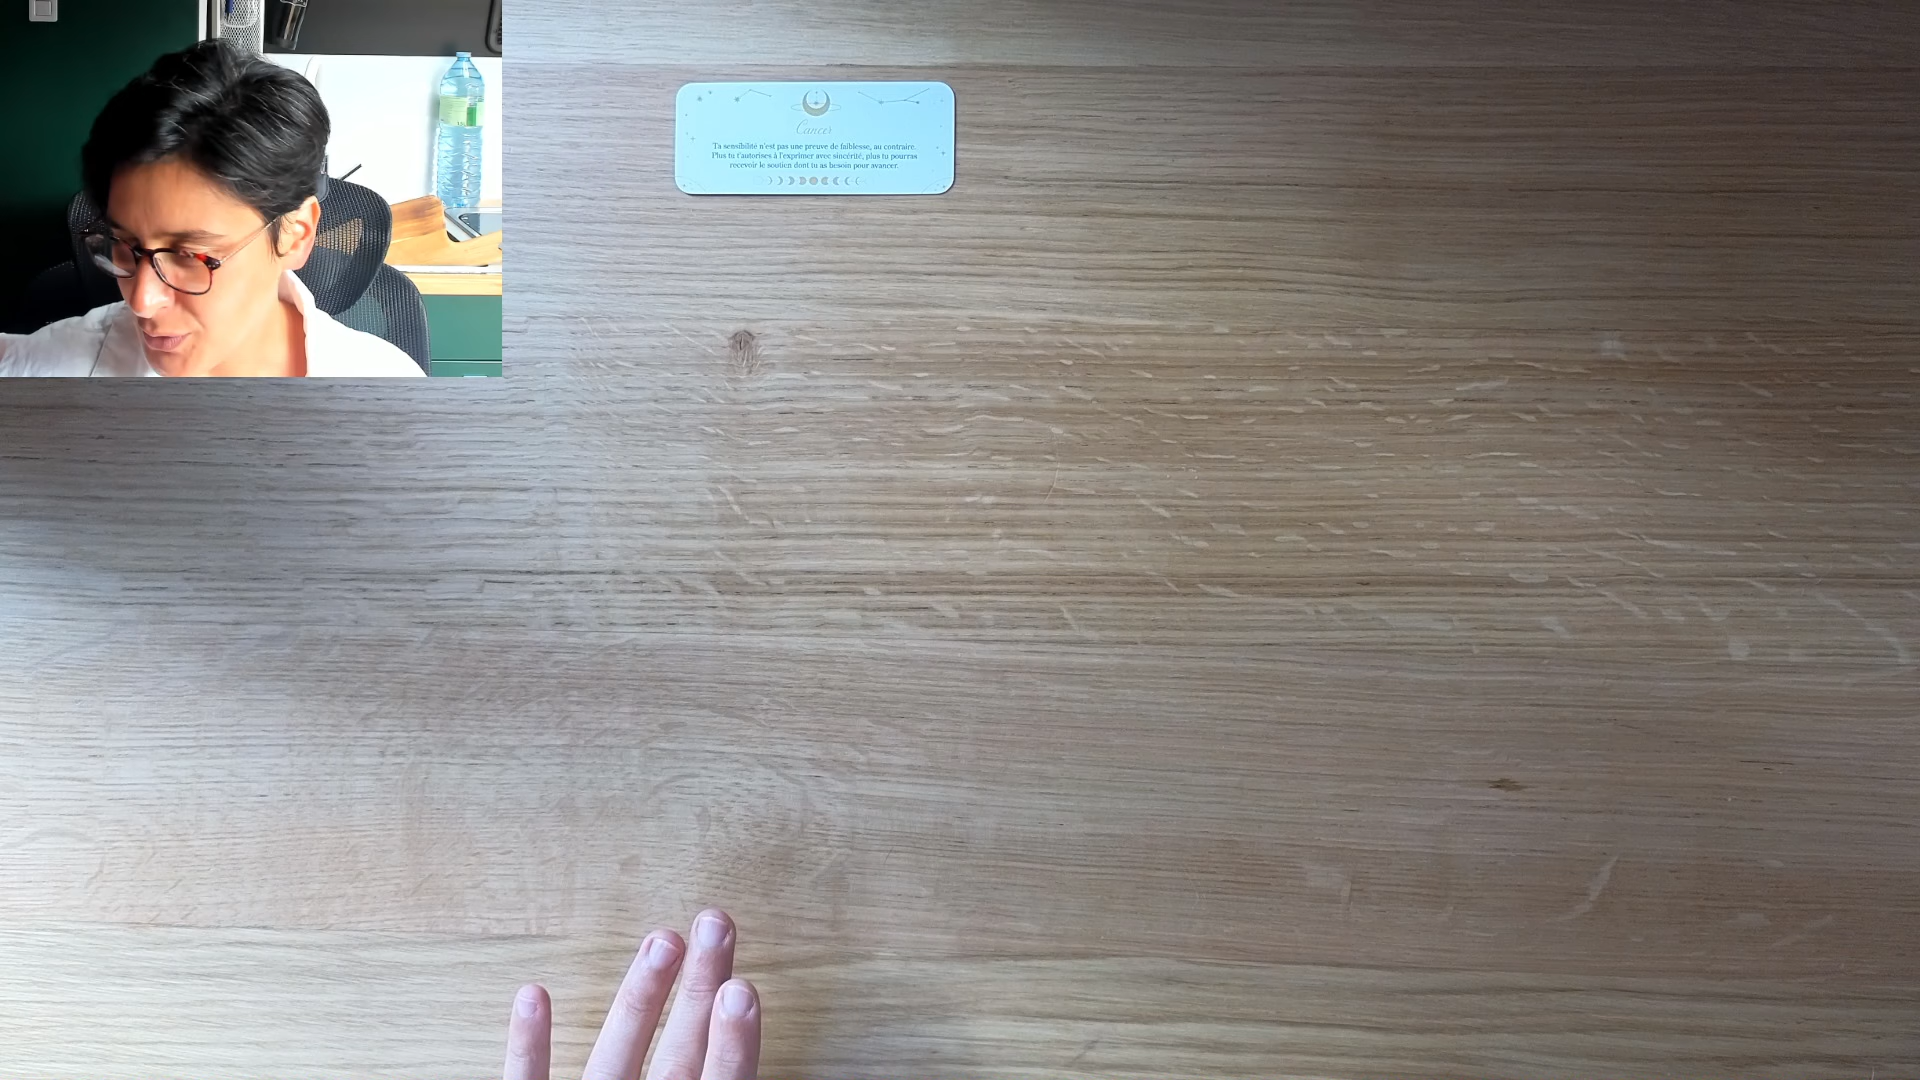 Cancer
Ta sensibilité n'est pas une preuve de faiblesse, au contraire.
Plus tu t'autorises à l'exprimer avec sincérité, plus tu pourras
recevoir le soutien dont tu as besoin pour avancer.